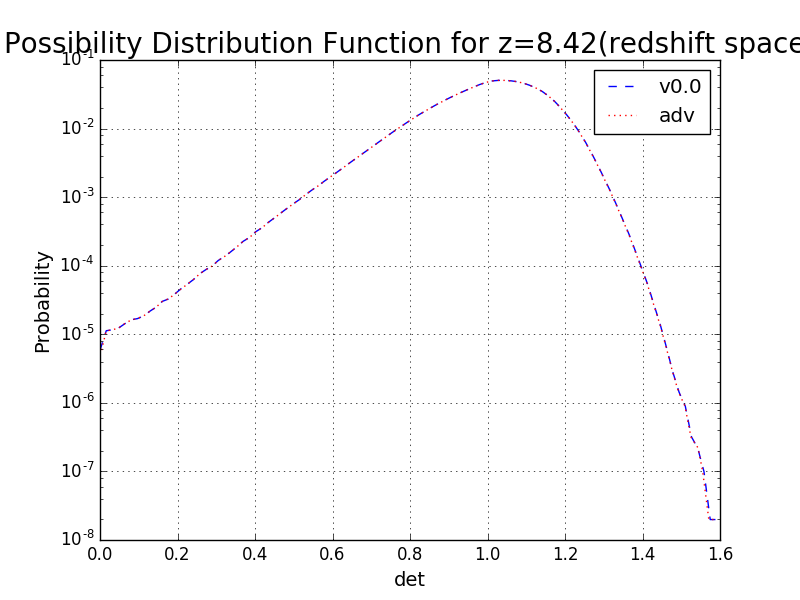 Possibility Distribution Function for z=8.42(redshift space
v0.0
adv
10^-1
10^-2
10^-3
10^-4
10^-5
10^-6
10^-7
10^-8
Probability
0.0 0.2 0.4 0.6 0.8 1.0 1.2 1.4 1.6
det